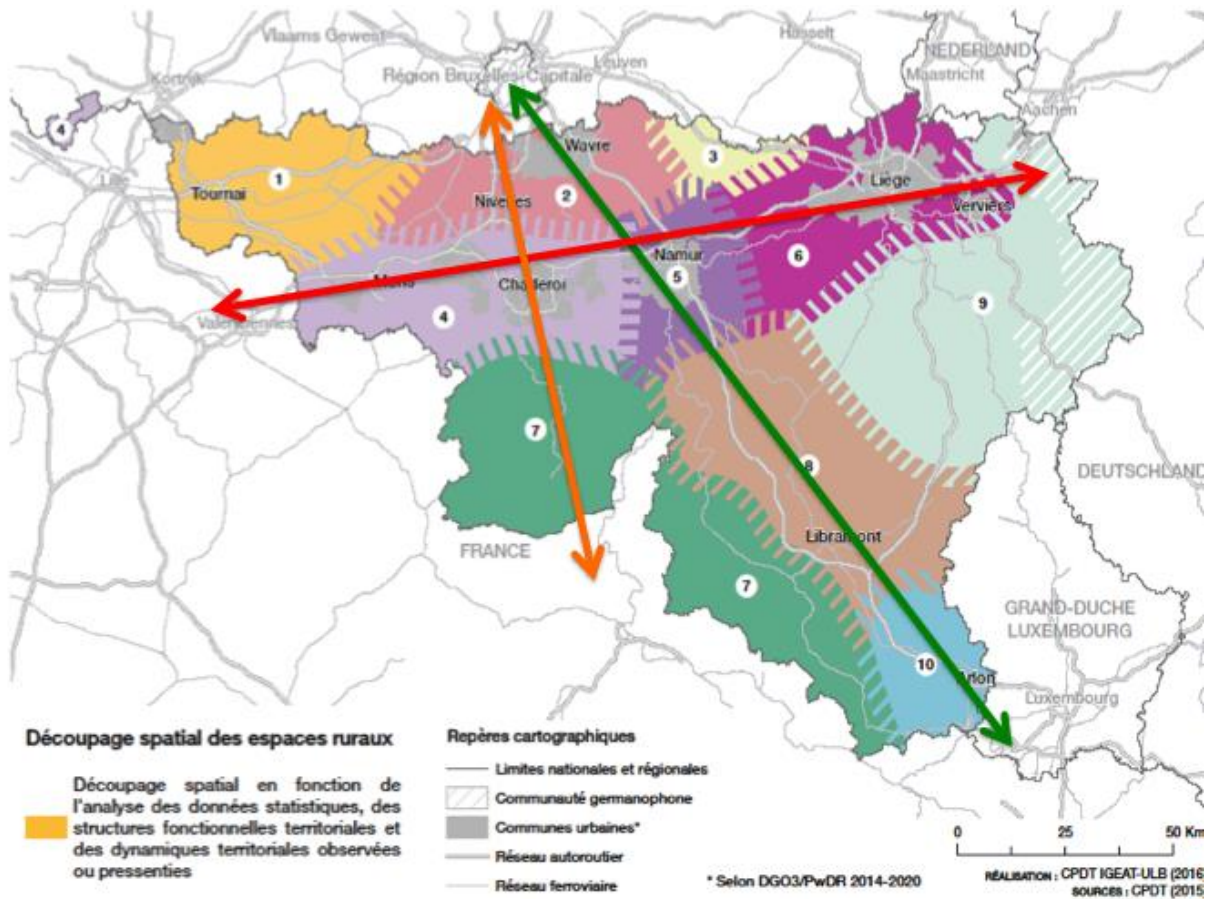 Vlaams Gewest
Hasselt
NEDERLAND
Kortrijk
Leuven
Région Bruxelles-Capitale
Maastricht
Aachen
4
Wavre
3
1
Liège
Tournai
2
Nivelles
Verviers
Namur
6
5
Mons
Charleroi
9
4
Valenciennes
7
DEUTSCHLAND
8
Libramont
FRANCE
7
GRAND-DUCHE
LUXEMBOURG
10
Arlon
Luxembourg
Découpage spatial des espaces ruraux
Découpage spatial en fonction de
l'analyse des données statistiques, des
structures fonctionnelles territoriales et
des dynamiques territoriales observées
ou pressenties
Repères cartographiques
Limites nationales et régionales
Communauté germanophone
Communes urbaines*
Réseau autoroutier
Réseau ferroviaire
* Selon DGO3/PwDR 2014-2020
0 25 50 Km
RÉALISATION : CPDT IGEAT-ULB (2016)
SOURCES : CPDT (2015)